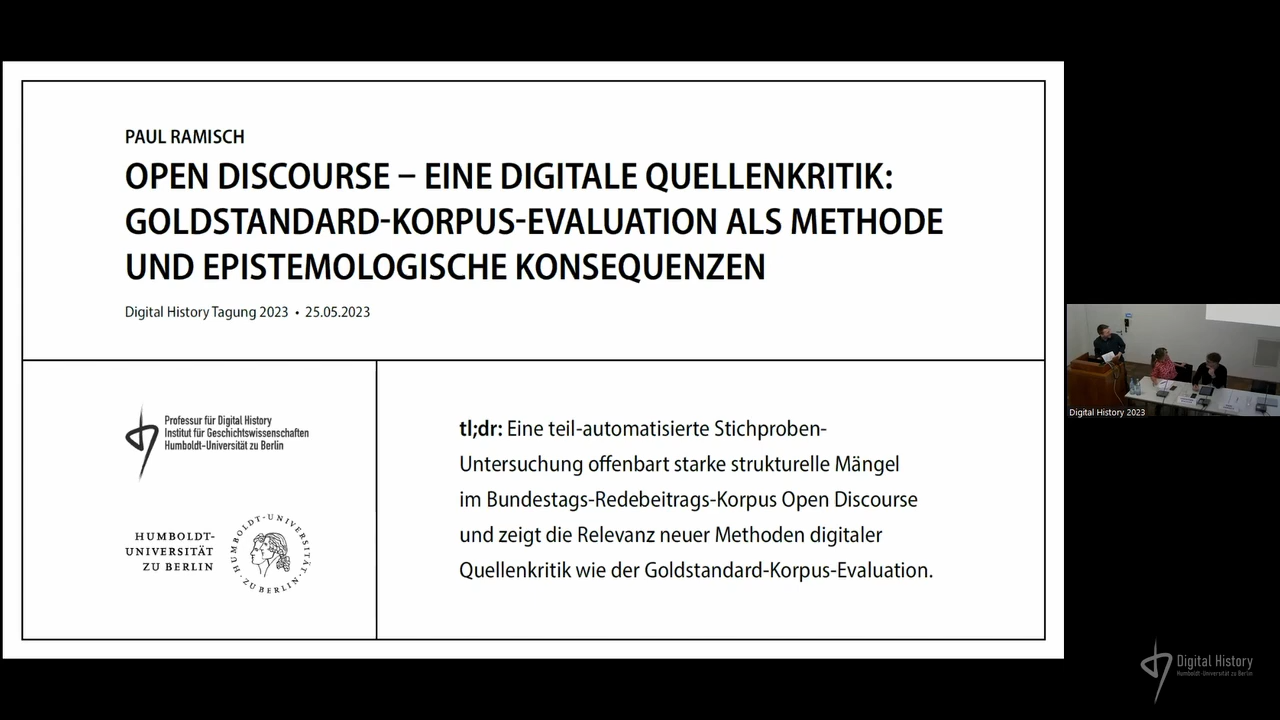 PAUL RAMISCH
OPEN DISCOURSE – EINE DIGITALE QUELLENKRITIK:
GOLDSTANDARD-KORPUS-EVALUATION ALS METHODE
UND EPISTEMOLOGISCHE KONSEQUENZEN
Digital History Tagung 2023 • 25.05.2023
Professur für Digital History
Institut für Geschichtswissenschaften
Humboldt-Universität zu Berlin
HUMBOLDT-
UNIVERSITÄT
ZU BERLIN
HUMBOLDT-UNIVERSITÄT · ZU BERLIN ·
tl;dr: Eine teil-automatisierte Stichproben-
Untersuchung offenbart starke strukturelle Mängel
im Bundestags-Redebeitrags-Korpus Open Discourse
und zeigt die Relevanz neuer Methoden digitaler
Quellenkritik wie der Goldstandard-Korpus-Evaluation.
Digital History 2023
Digital History
Humboldt-Universität zu Berlin